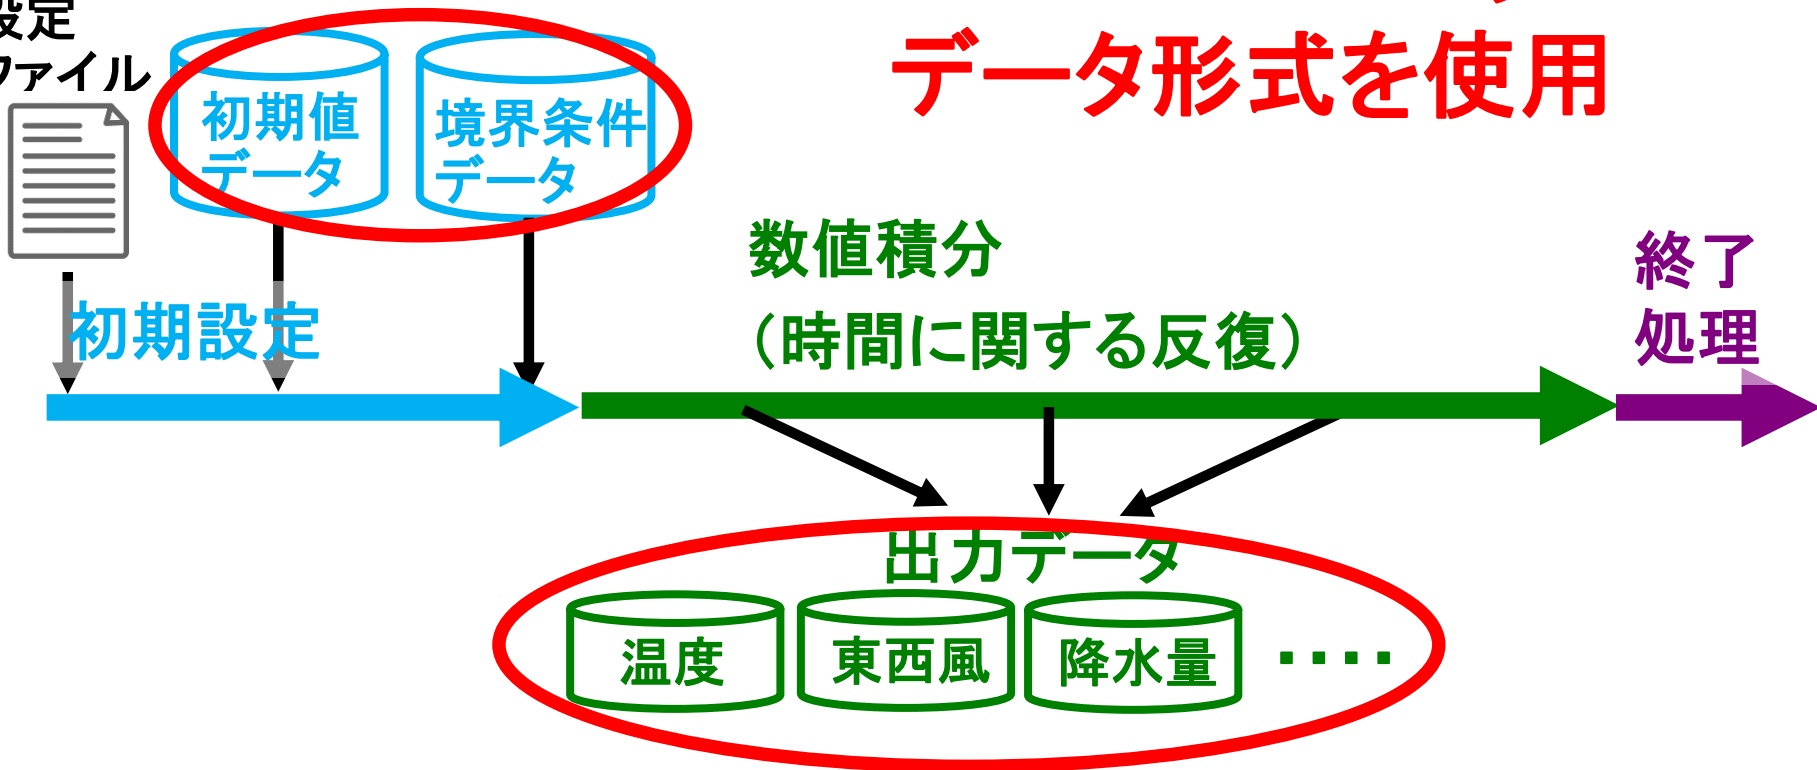 設定
ファイル
初期値
データ
境界条件
データ
データ形式を使用
初期設定
数値積分
（時間に関する反復）
終了
処理
出力データ
温度
東西風
降水量
‥‥